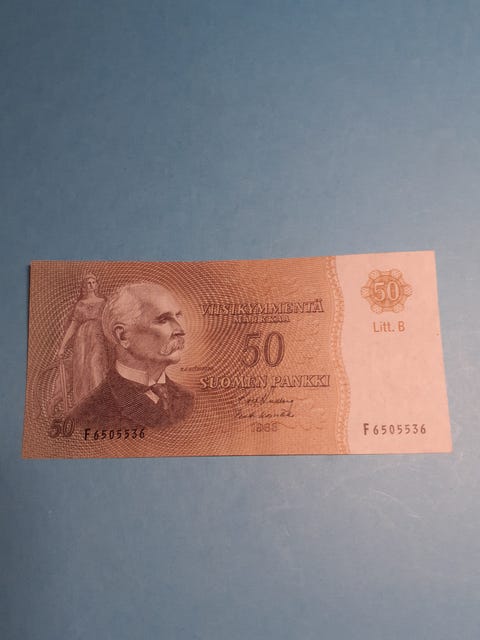 VIISIKYMMENTÄ
MARKKAA
50
SUOMEN PANKKI
1963
50
F6505536
50
Litt. B
F6505536